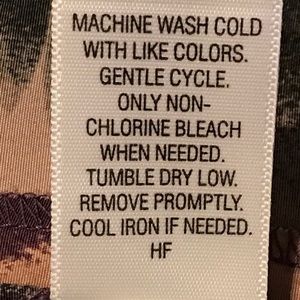 MACHINE WASH COLD
WITH LIKE COLORS.
GENTLE CYCLE.
ONLY NON-
CHLORINE BLEACH
WHEN NEEDED.
TUMBLE DRY LOW.
REMOVE PROMPTLY.
COOL IRON IF NEEDED.
HF